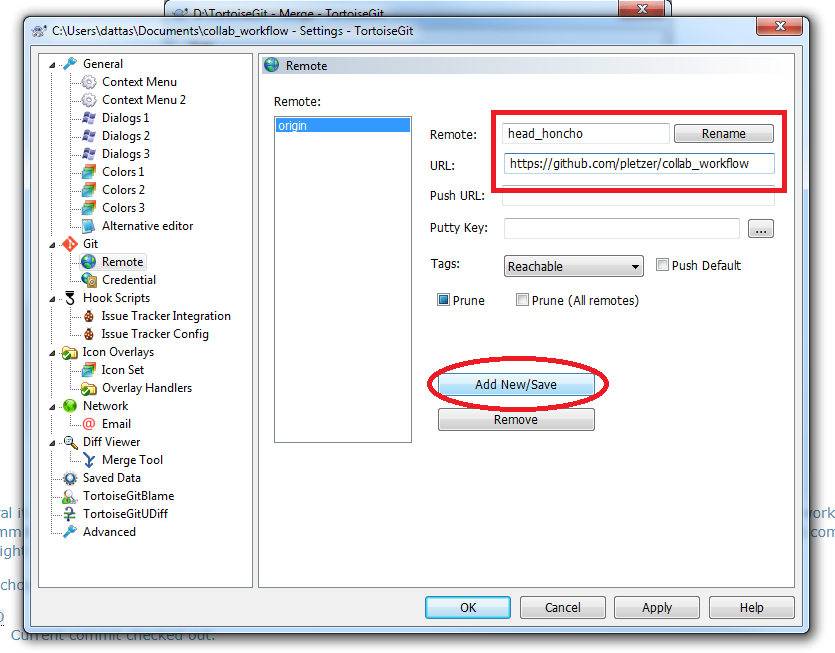 D:\TortoiseGit - Merge - TortoiseGit
C:\Users\dattas\Documents\collab_workflow - Settings - TortoiseGit
General
Context Menu
Context Menu 2
Dialogs 1
Dialogs 2
Dialogs 3
Colors 1
Colors 2
Colors 3
Alternative editor
Git
Remote
Credential
Hook Scripts
Issue Tracker Integration
Issue Tracker Config
Icon Overlays
Icon Set
Overlay Handlers
Network
Email
Diff Viewer
Merge Tool
Saved Data
TortoiseGitBlame
TortoiseGitUDiff
Advanced
Remote
Remote:
origin
Remote: head_honcho Rename
URL: https://github.com/pletzer/collab_workflow
Push URL:
Putty Key: ...
Tags: Reachable Push Default
Prune Prune (All remotes)
Add New/Save
Remove
OK Cancel Apply Help
Current commit checked out.